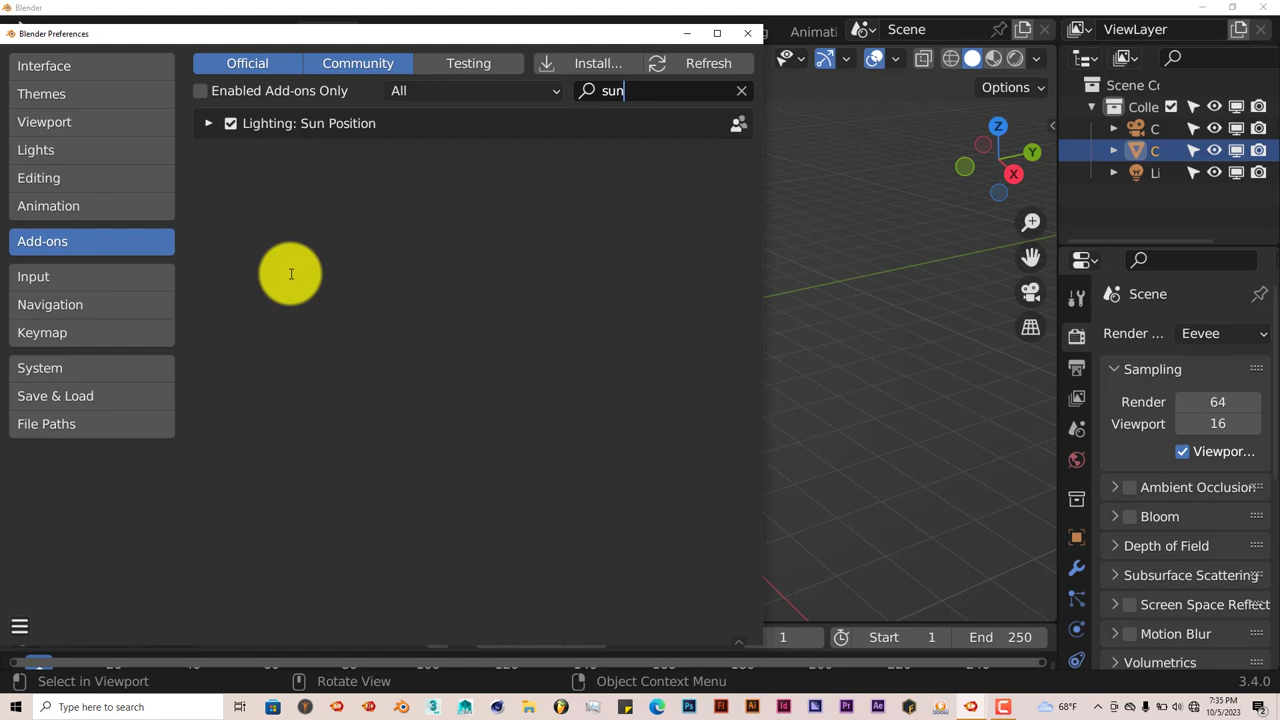 Blender
Blender Preferences
Animati
Scene
ViewLayer
Interface
Themes
Viewport
Lights
Editing
Animation
Add-ons
Input
Navigation
Keymap
System
Save & Load
File Paths
Official
Community
Testing
Install...
Refresh
Enabled Add-ons Only
All
sun
Lighting: Sun Position
Options
Z
Y
X
Scene Cc
Colle
C
C
Li
Scene
Render ...
Eevee
Sampling
Render
64
Viewport
16
Viewpor...
Ambient Occlusion
Bloom
Depth of Field
Subsurface Scattering
Screen Space Reflect
Motion Blur
Volumetrics
1
Start
1
End
250
Select in Viewport
Rotate View
Object Context Menu
3.4.0
Type here to search
68°F
7:35 PM
10/5/2023